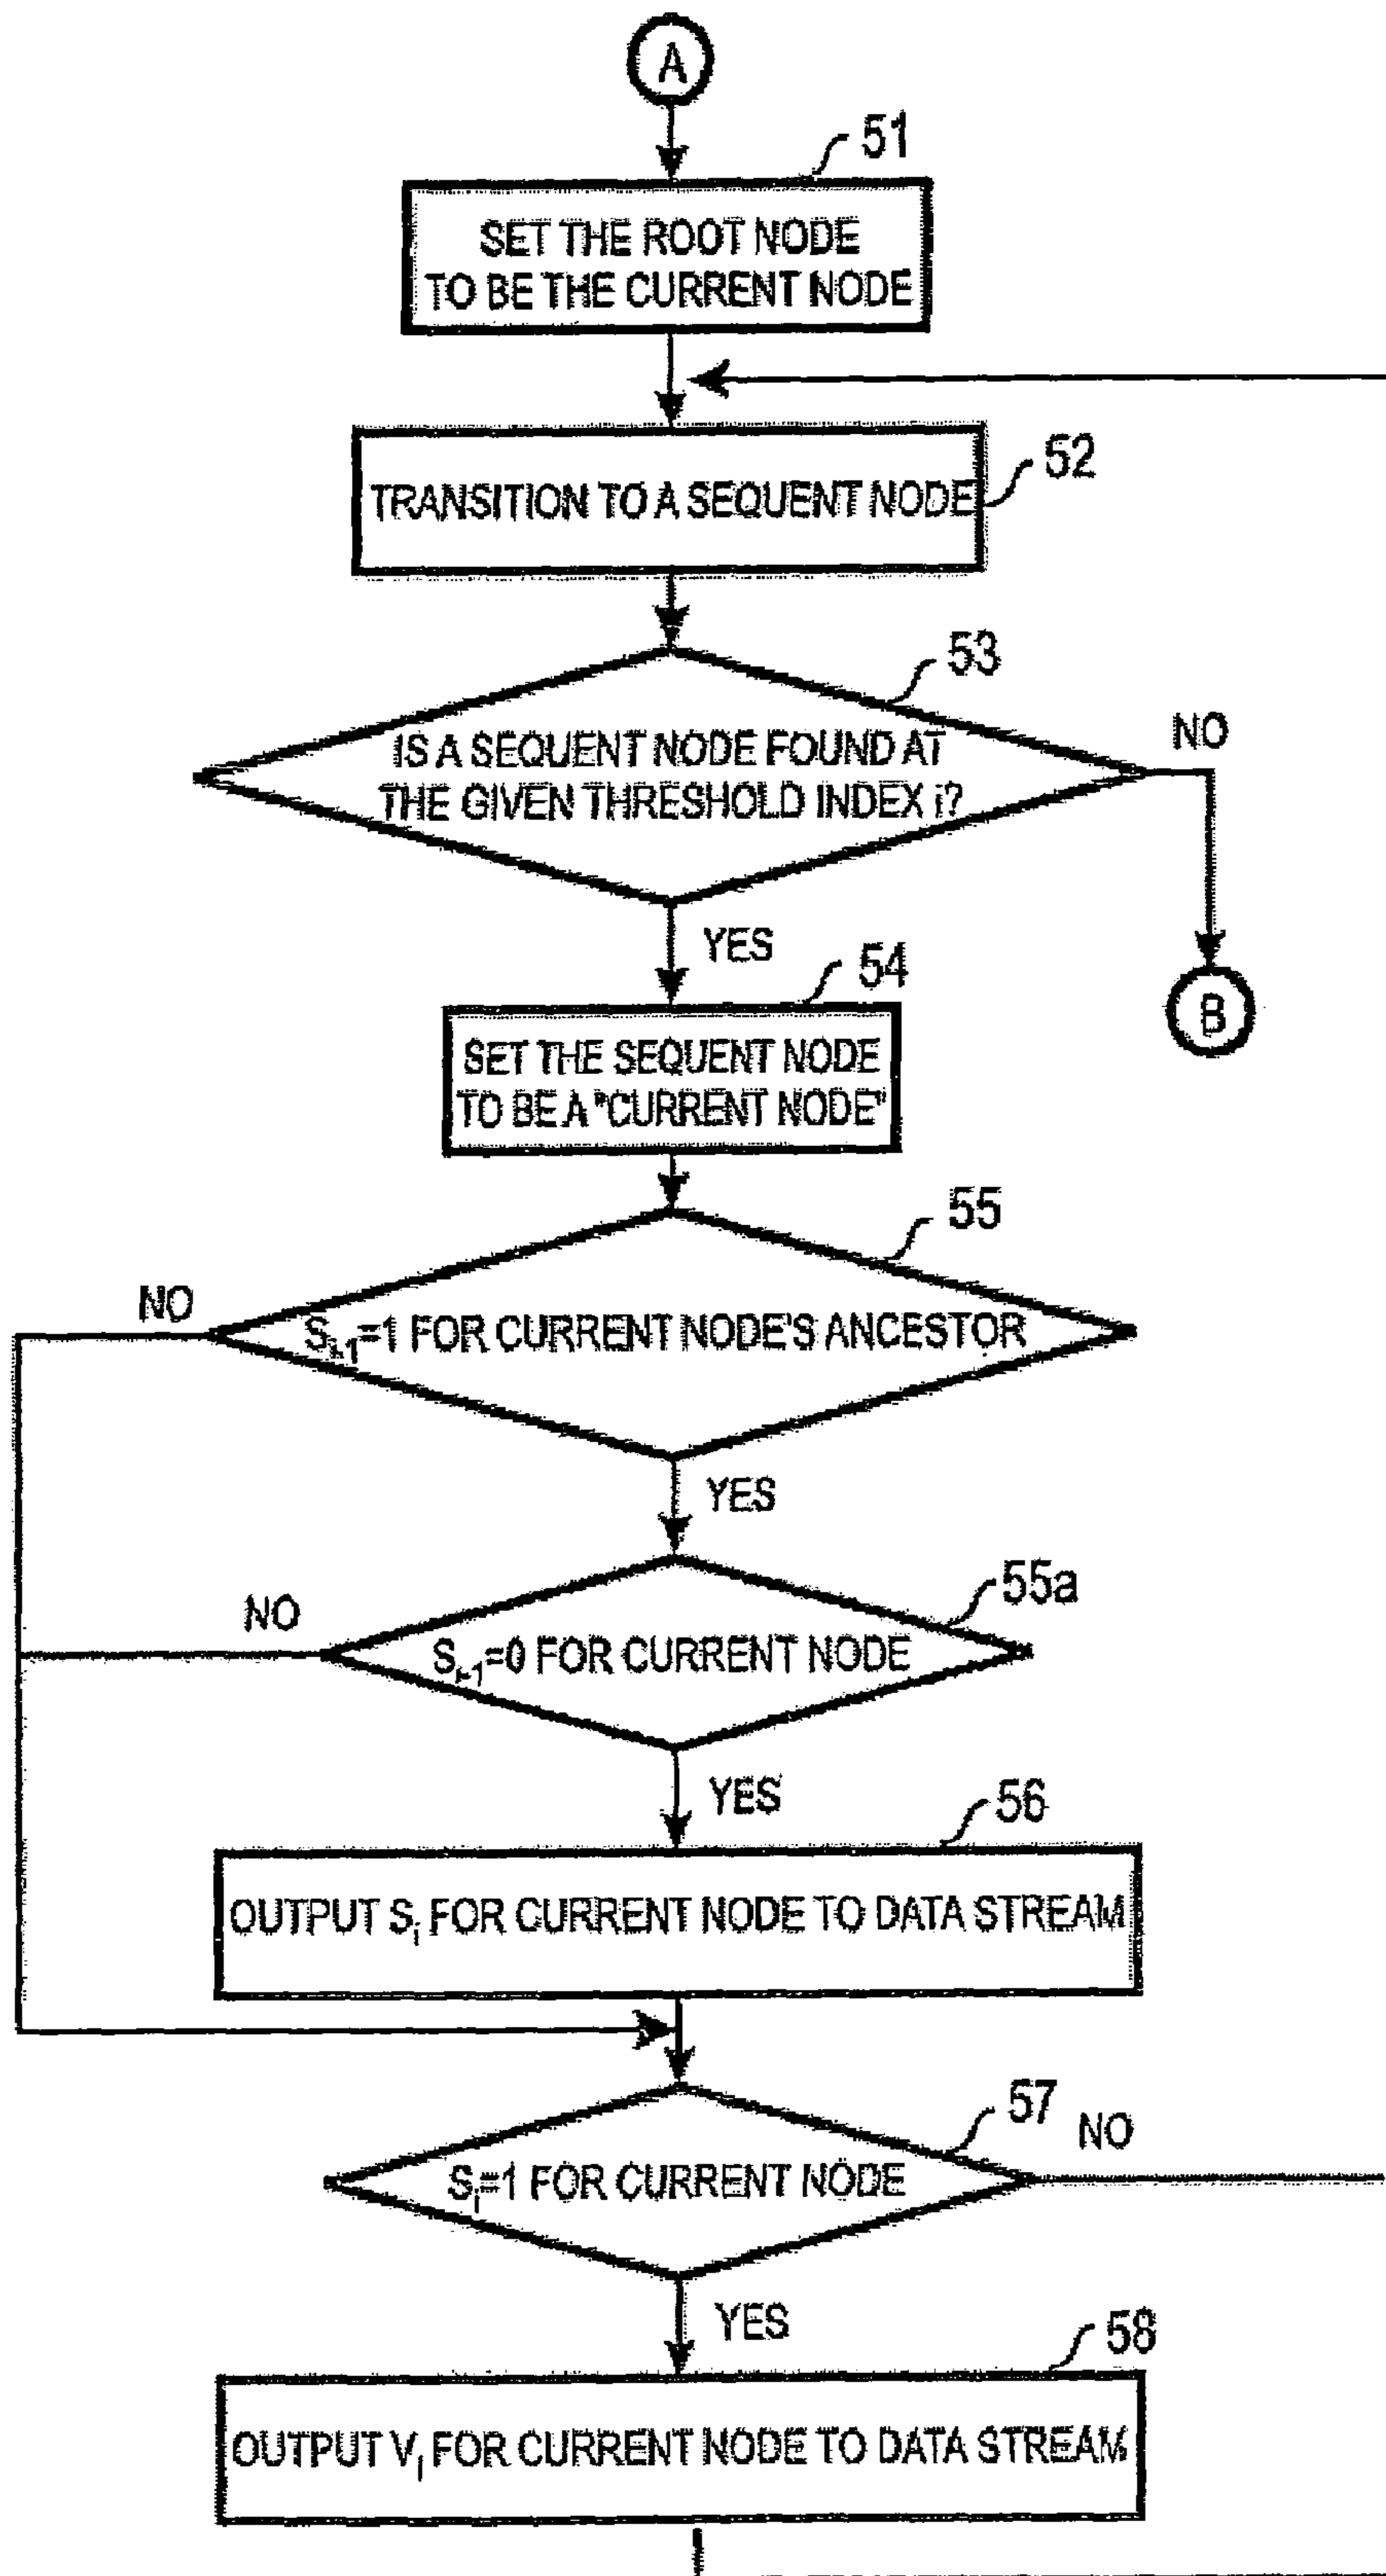 A
51
SET THE ROOT NODE
TO BE THE CURRENT NODE
52
TRANSITION TO A SEQUENT NODE
53
IS A SEQUENT NODE FOUND AT
THE GIVEN THRESHOLD INDEX i?
NO
YES
B
54
SET THE SEQUENT NODE
TO BE A "CURRENT NODE"
55
NO
Si-1=1 FOR CURRENT NODE'S ANCESTOR
YES
55a
NO
Si-1=0 FOR CURRENT NODE
YES
56
OUTPUT Si FOR CURRENT NODE TO DATA STREAM
57
NO
Si=1 FOR CURRENT NODE
YES
58
OUTPUT Vi FOR CURRENT NODE TO DATA STREAM